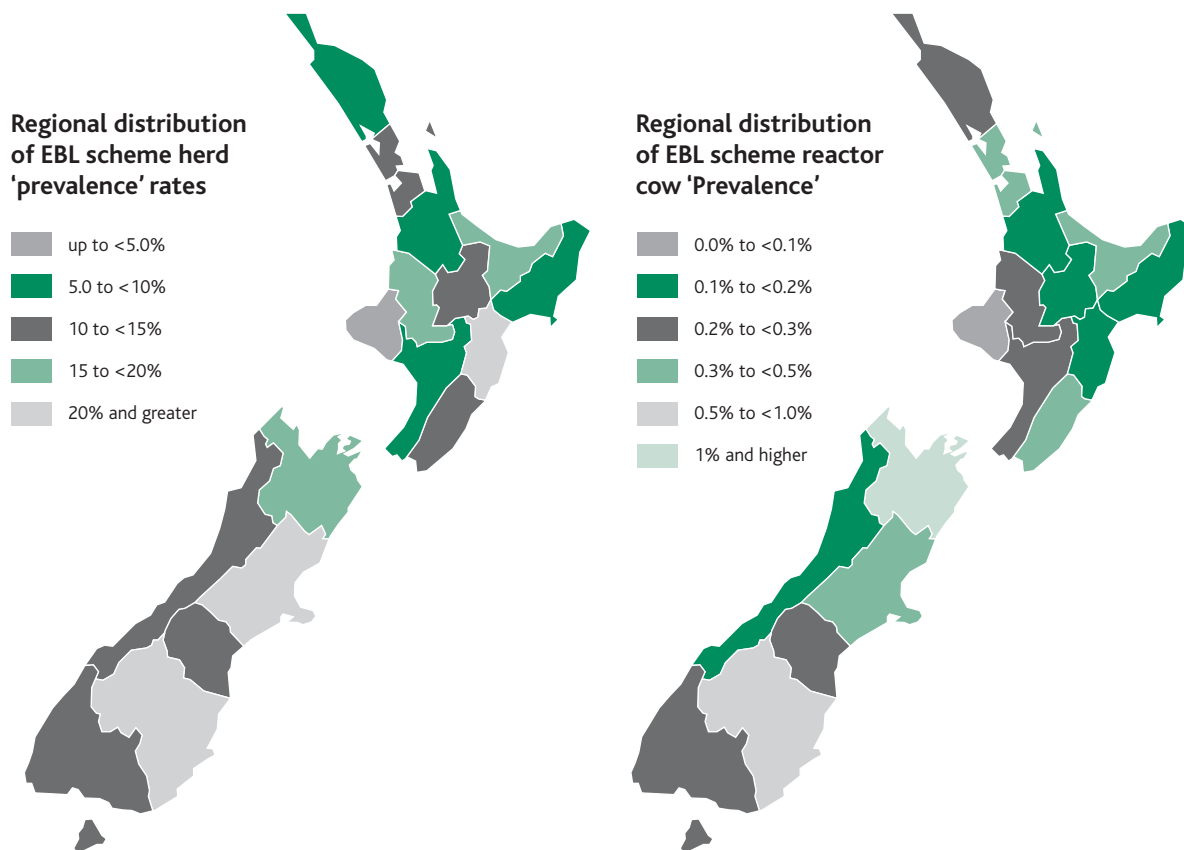 Regional distribution
of EBL scheme herd
‘prevalence’ rates
up to <5.0%
5.0 to <10%
10 to <15%
15 to <20%
20% and greater
Regional distribution
of EBL scheme reactor
cow ‘Prevalence’
0.0% to <0.1%
0.1% to <0.2%
0.2% to <0.3%
0.3% to <0.5%
0.5% to <1.0%
1% and higher